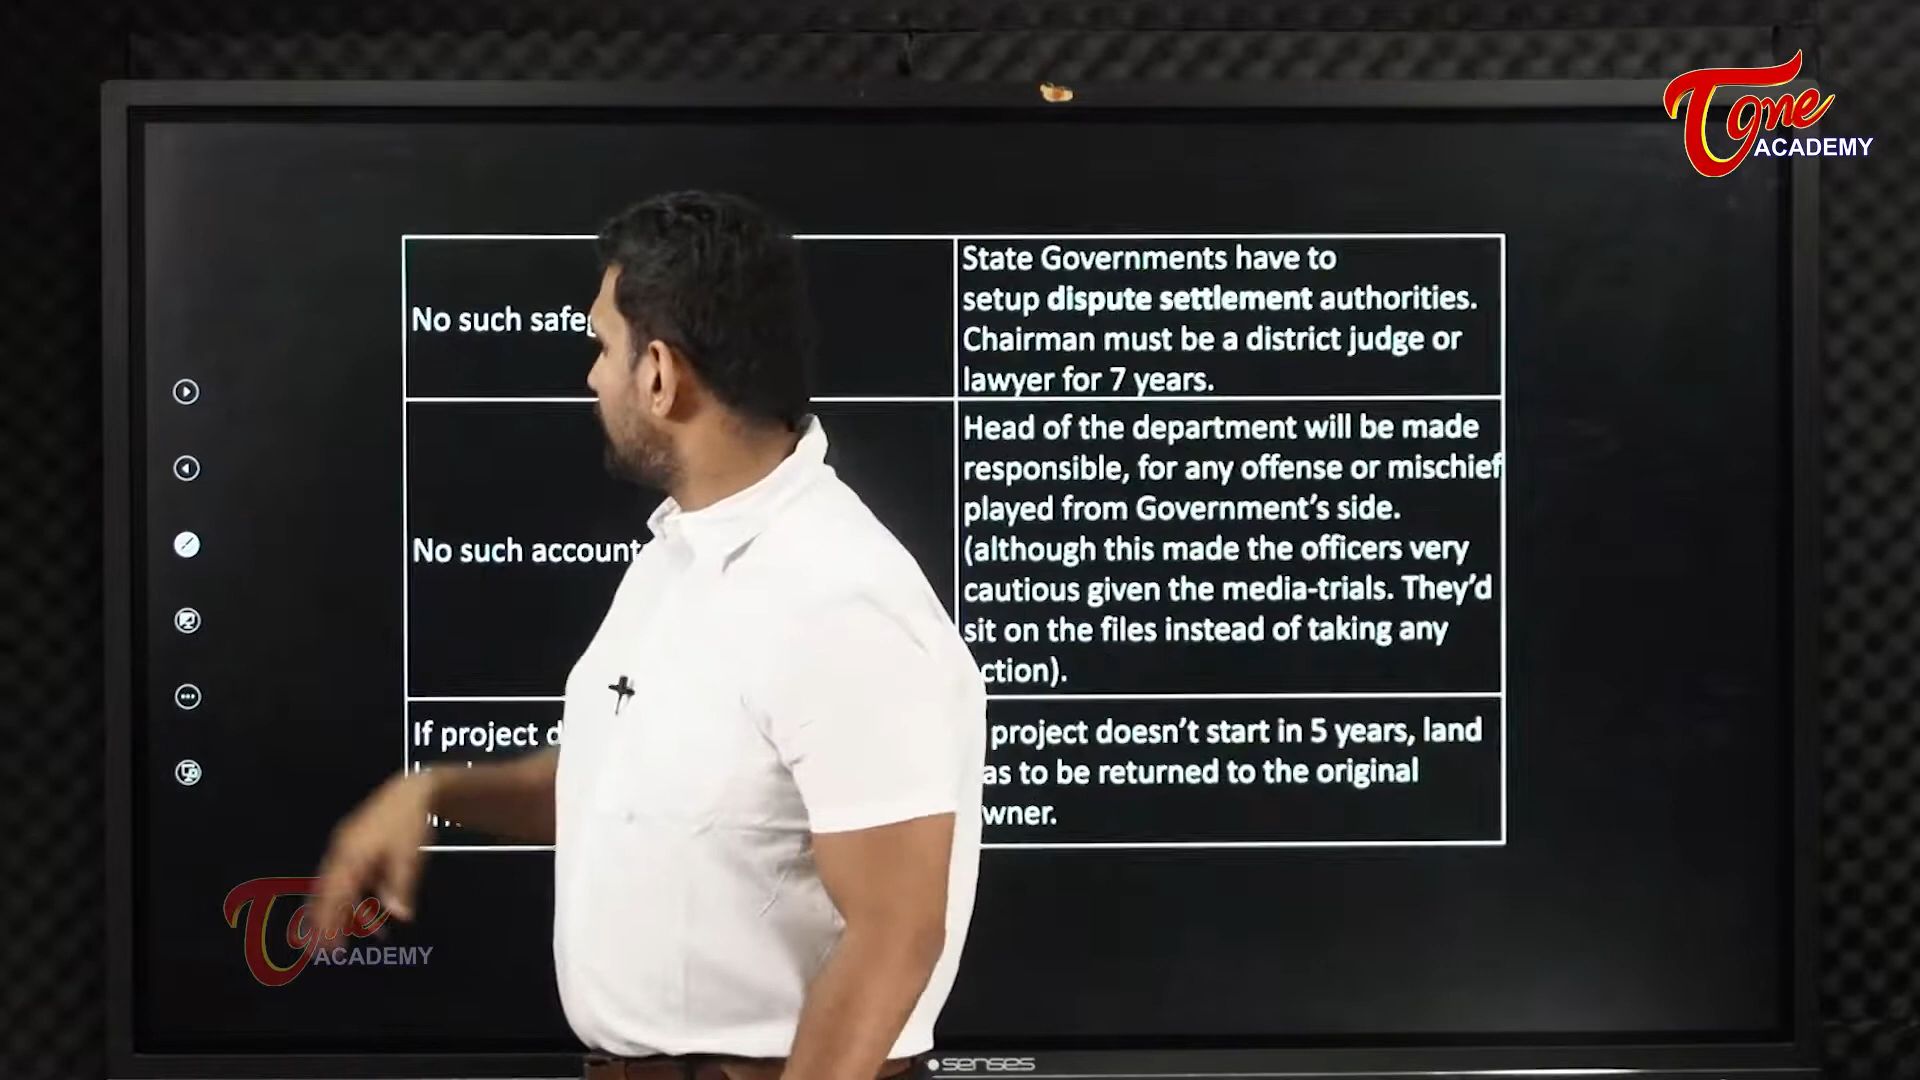 Tone
ACADEMY
No such
State Governments have to
setup dispute settlement authorities.
Chairman must be a district judge or
lawyer for 7 years.
No such
Head of the department will be made
responsible, for any offense or mischief
played from Government's side.
(although this made the officers very
cautious given the media-trials. They'd
sit on the files instead of taking any
ction).
If project
project doesn't start in 5 years, land
as to be returned to the original
wner.
Tone
ACADEMY
senses